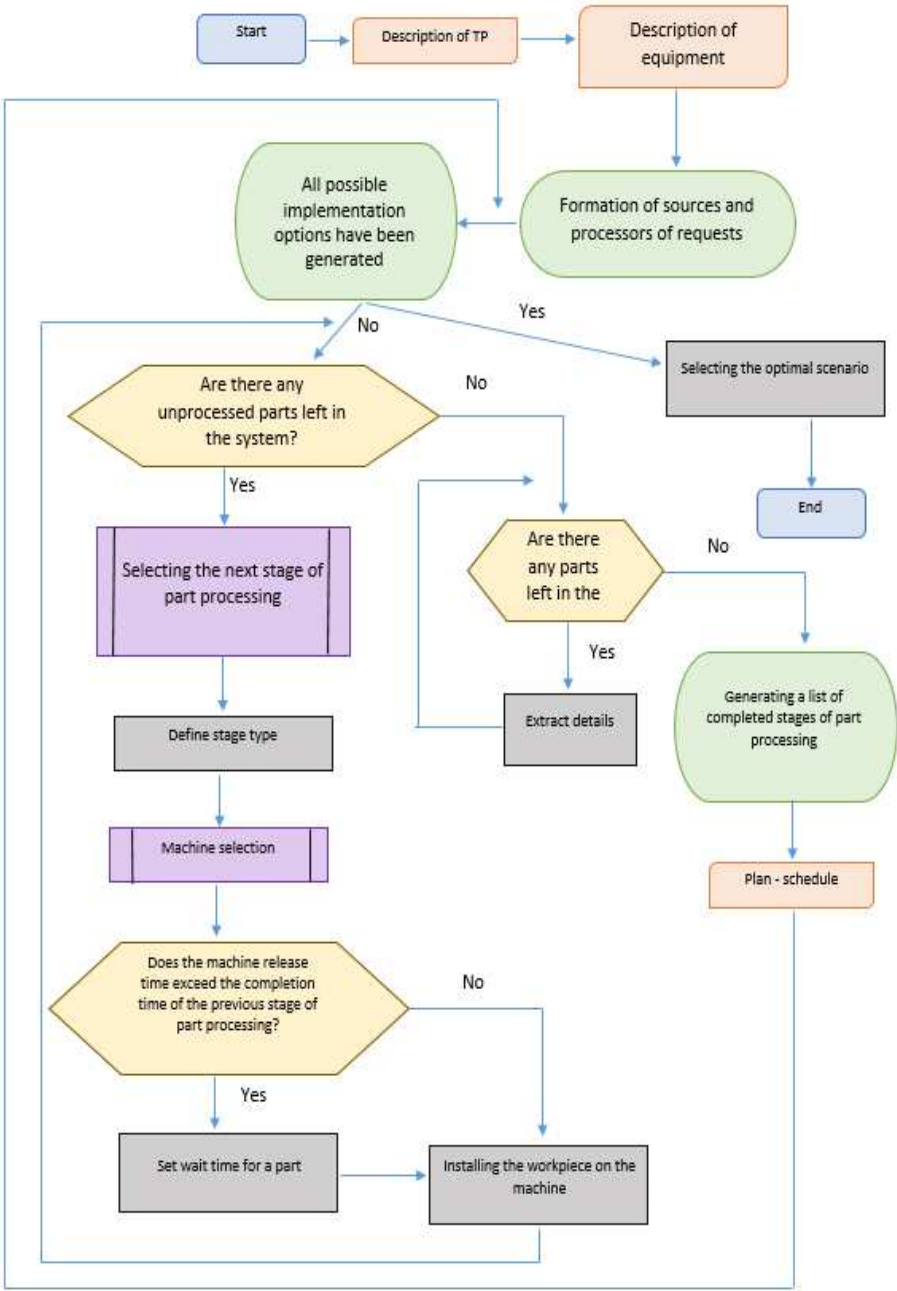 Start
Description of TP
Description of
equipment
All possible
implementation
options have been
generated
Formation of sources and
processors of requests
No
Yes
Selecting the optimal scenario
Are there any
unprocessed parts left in
the system?
No
Yes
End
Selecting the next stage of
part processing
Are there
any parts
left in the
No
Yes
Extract details
Generating a list of
completed stages of part
processing
Define stage type
Machine selection
Plan - schedule
Does the machine release
time exceed the completion
time of the previous stage of
part processing?
No
Yes
Set wait time for a part
Installing the workpiece on the
machine